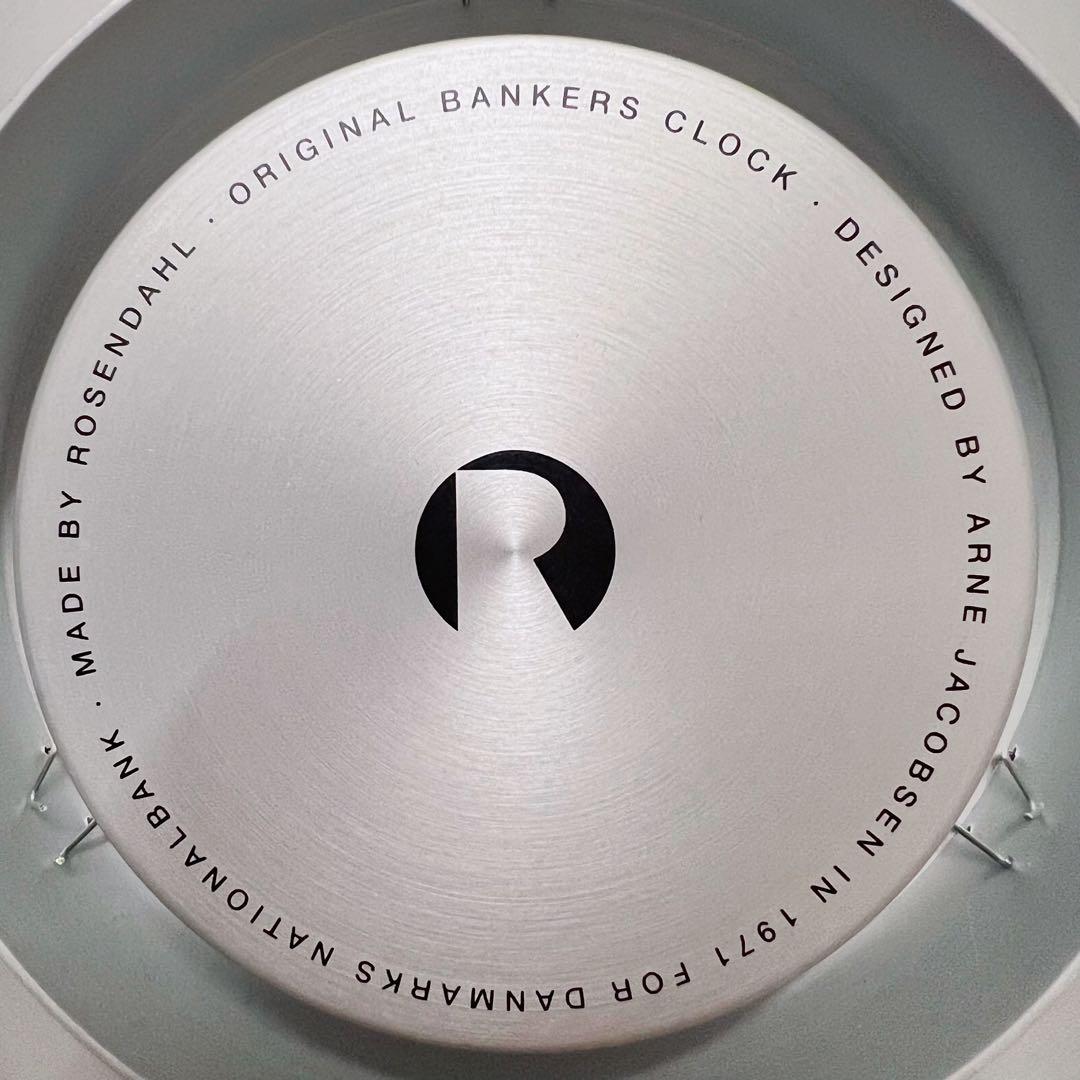 ORIGINAL BANKERS CLOCK · DESIGNED BY ARNE JACOBSEN IN 1971 FOR DANMARKS NATIONALBANK · MADE BY ROSENDAHL ·
R